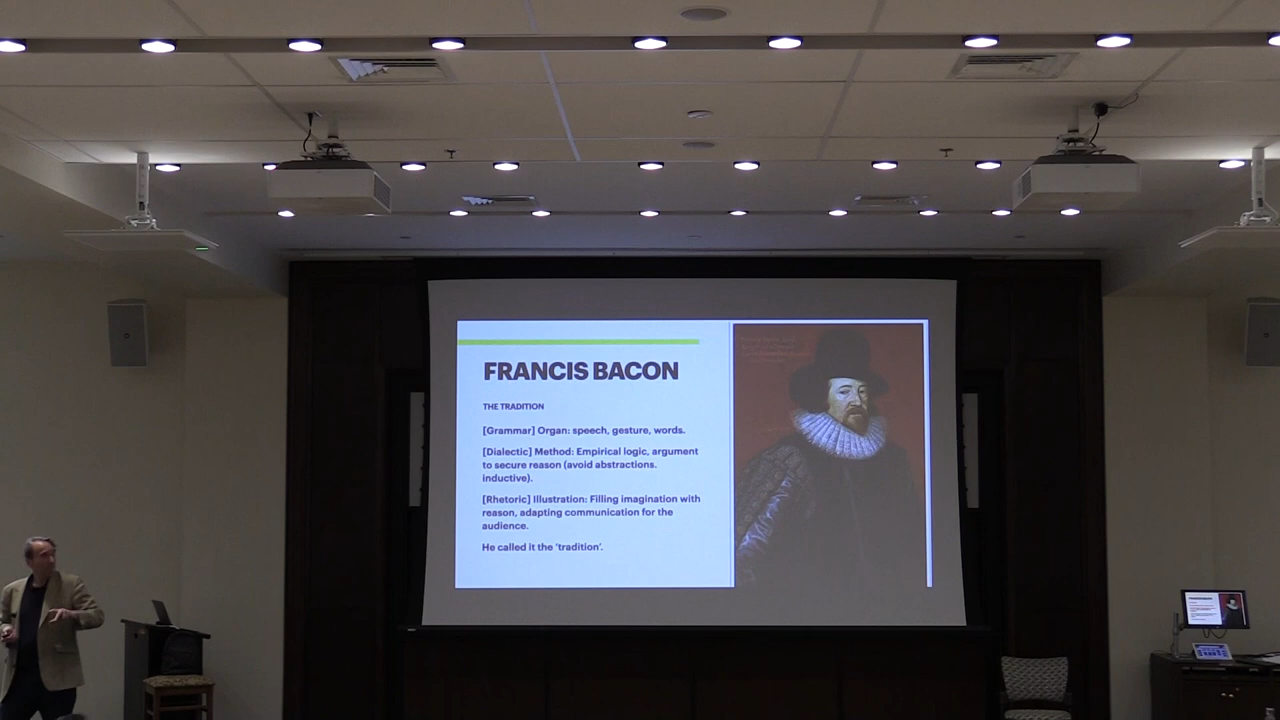 FRANCIS BACON
THE TRADITION
[Grammar] Organ: speech, gesture, words.
[Dialectic] Method: Empirical logic, argument
to secure reason (avoid abstractions.
inductive).
[Rhetoric] Illustration: Filling imagination with
reason, adapting communication for the
audience.
He called it the ‘tradition’.